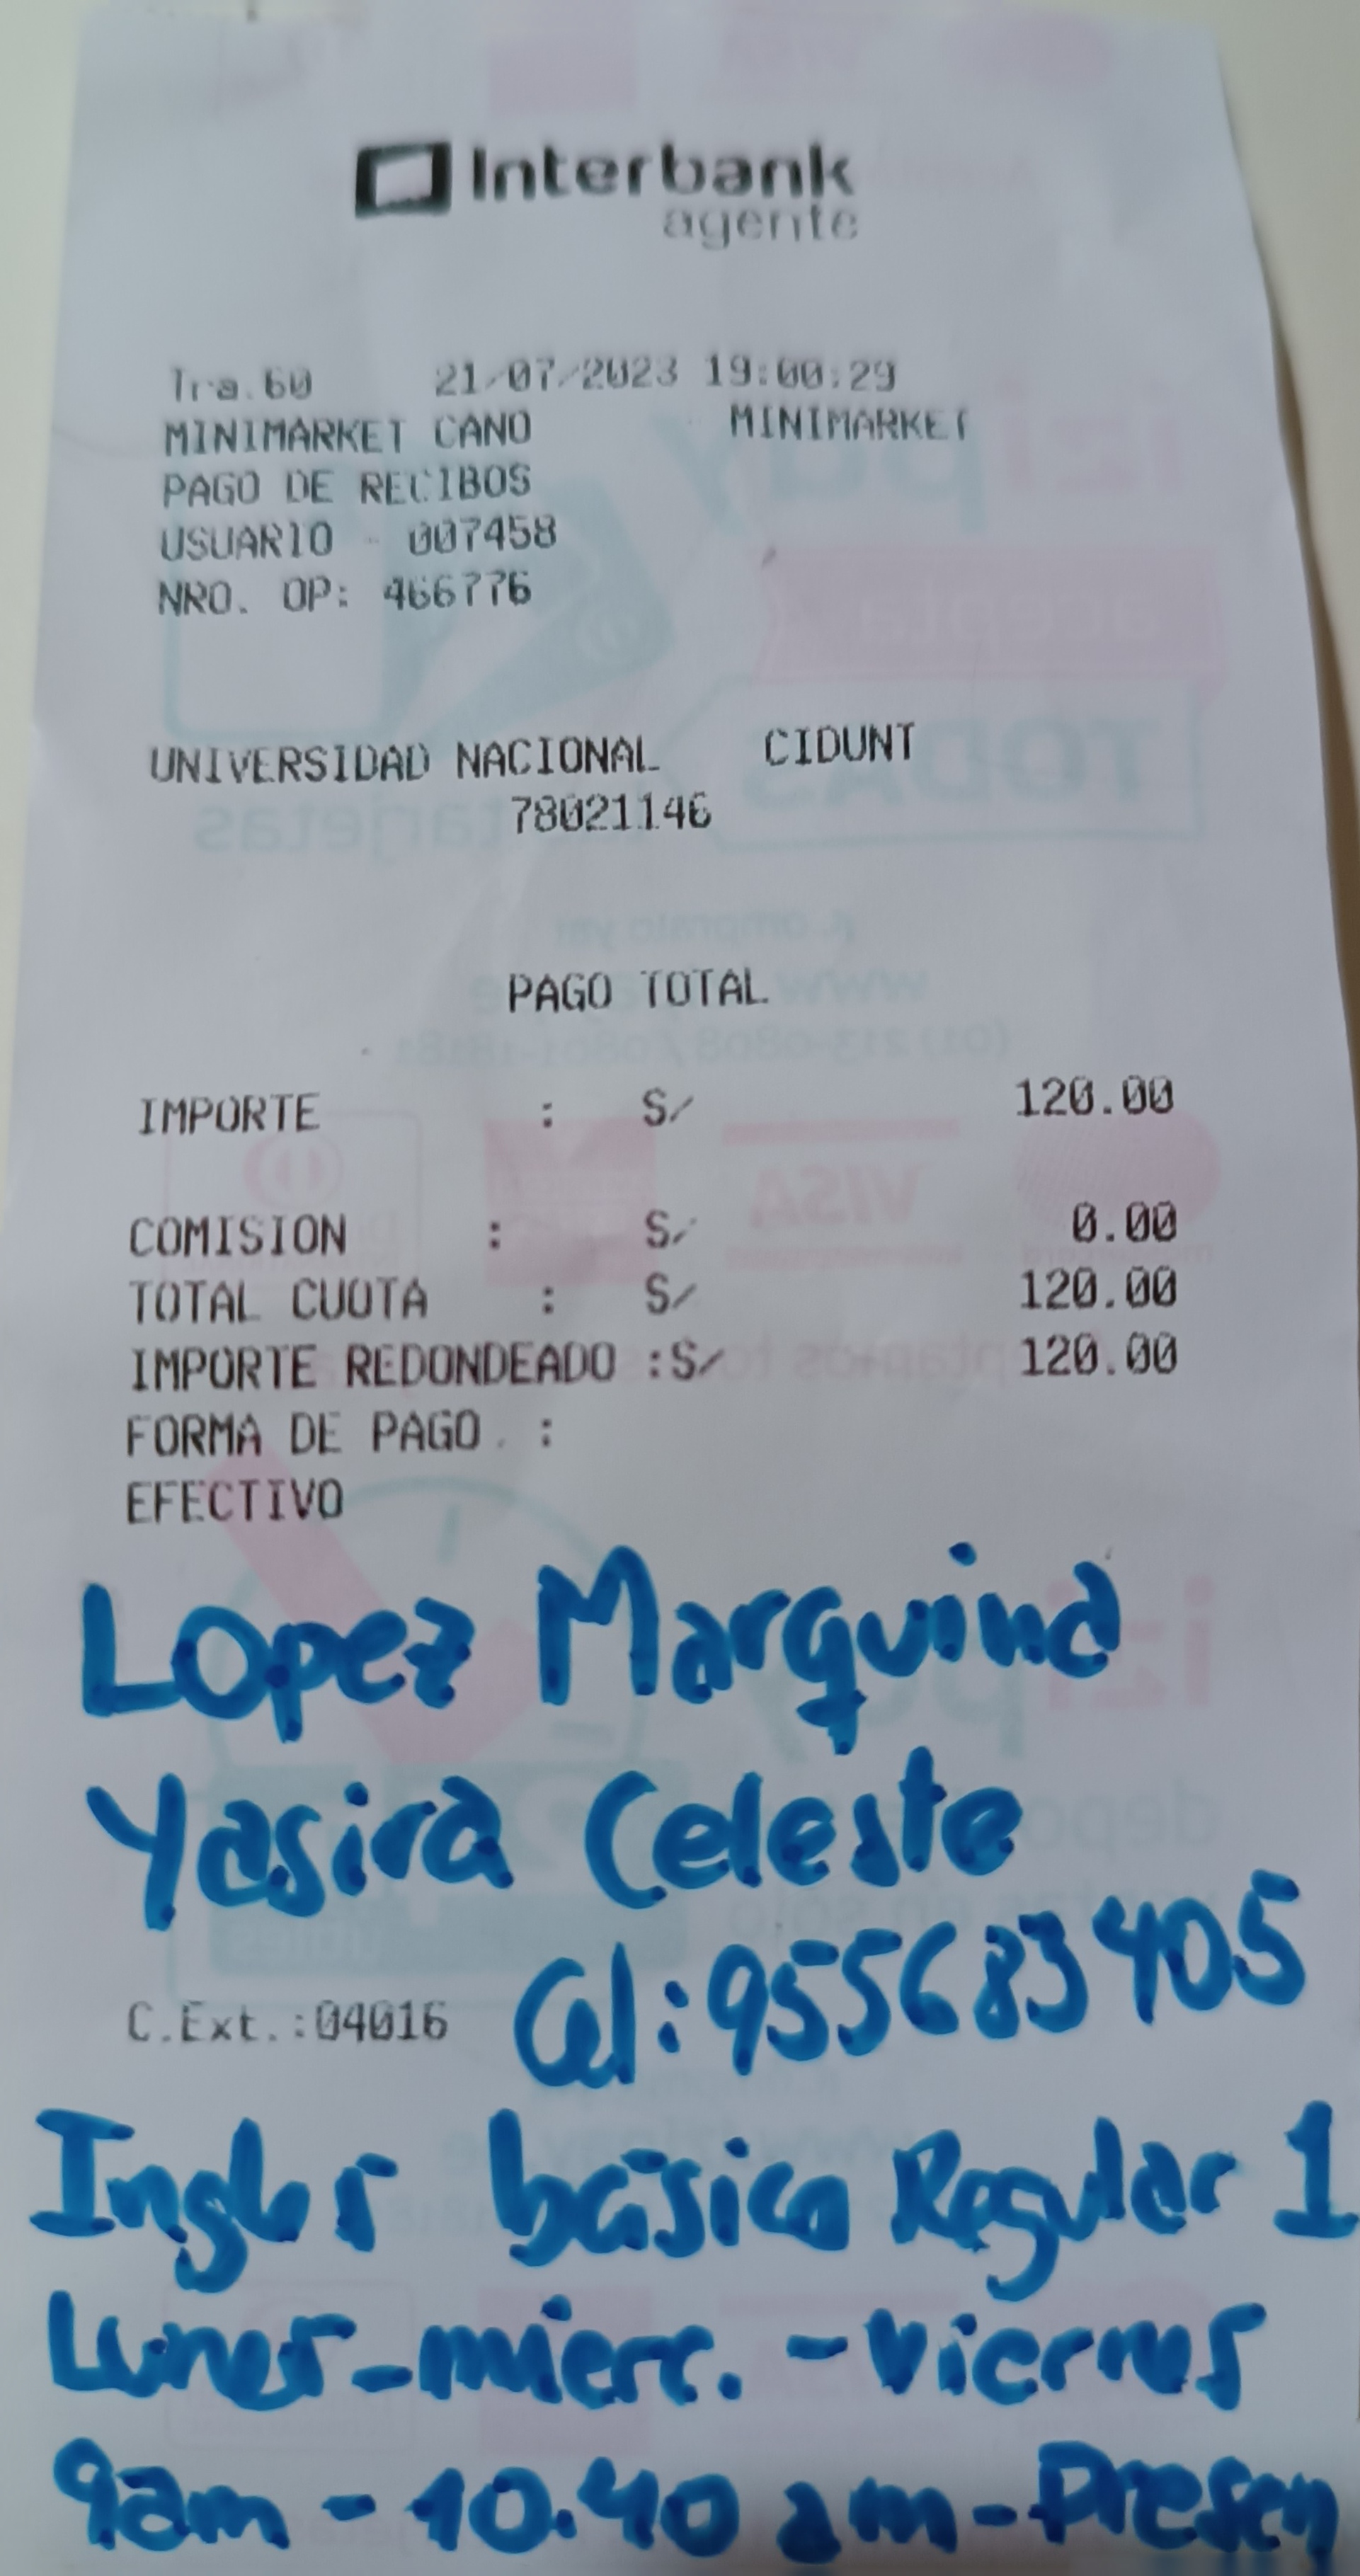 Interbank
agente
Tra.60 21/07/2023 19:00:29
MINIMARKET CANO MINIMARKET
PAGO DE RECIBOS
USUARIO - 007458
NRO. OP: 466776
UNIVERSIDAD NACIONAL CIDUNT
78021146
PAGO TOTAL
IMPORTE : S/ 120.00
COMISION : S/ 0.00
TOTAL CUOTA : S/ 120.00
IMPORTE REDONDEADO :S/ 120.00
FORMA DE PAGO :
EFECTIVO
Lopez Marquina
Yasira Celeste
Cel:955683405
C.Ext.:04016
Ingles básico Regular 1
Lunes-mierc.-Viernes
9am-10.40 am-Presen